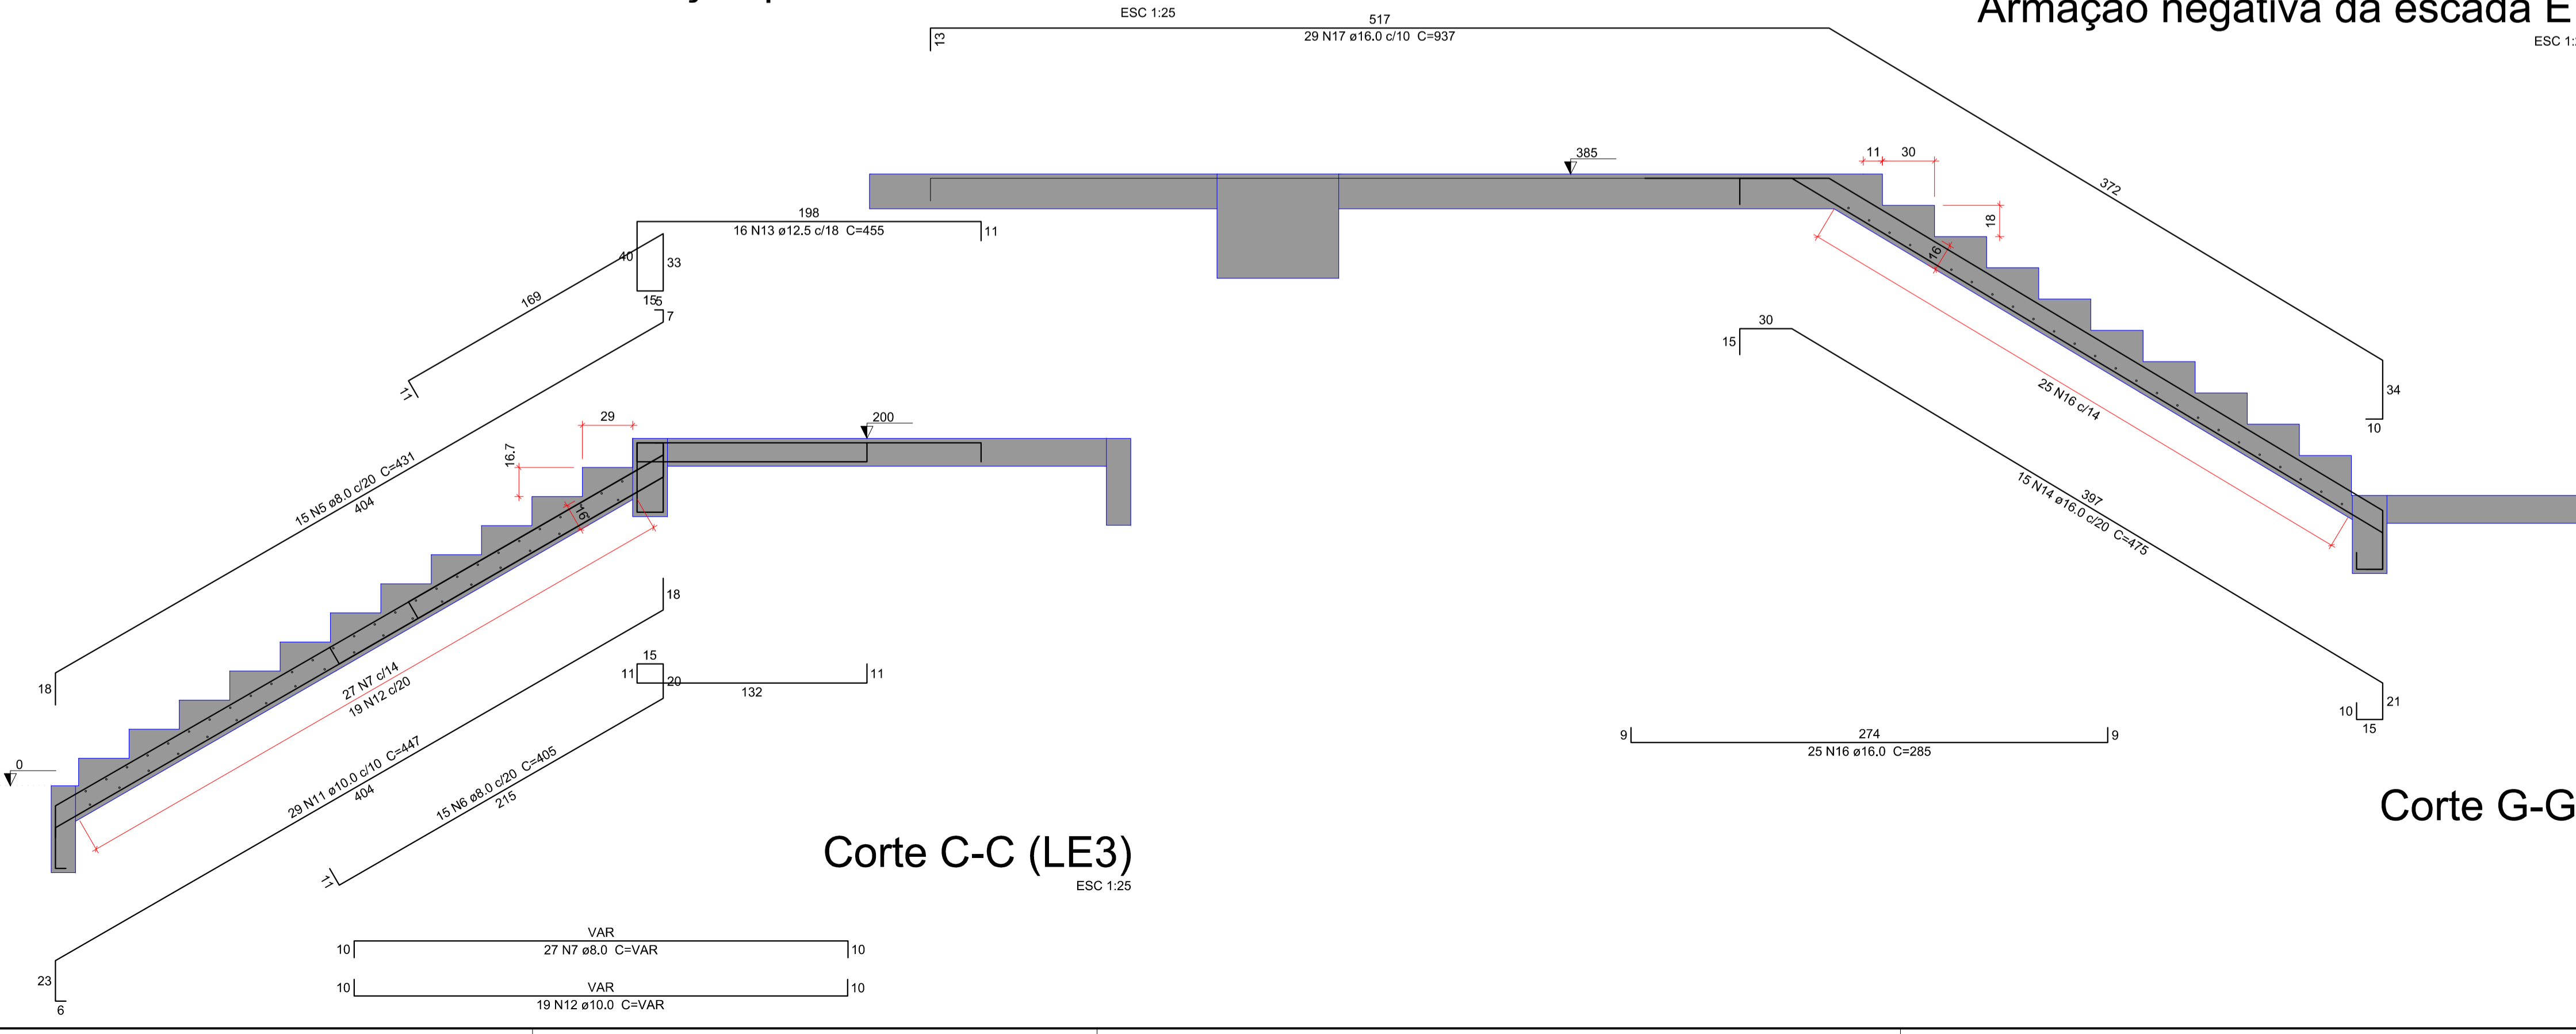 ESC 1:25
517
13
29 N17 ø16.0 c/10 C=937
Armação negativa da escada E
ESC 1:
385
11
30
18
16
372
34
10
25 N16 c/14
198
16 N13 ø12.5 c/18 C=455
11
40
33
15
169
11
5
7
15 N5 ø8.0 c/20 C=431
404
18
200
29
16.7
16
27 N7 c/14
19 N12 c/20
0
18
29 N11 ø10.0 c/10 C=447
404
23
6
15
11
20
132
11
15 N6 ø8.0 c/20 C=405
215
11
30
15
397
15 N14 ø16.0 c/20 C=475
21
10
15
274
9
9
25 N16 ø16.0 C=285
Corte G-G
Corte C-C (LE3)
ESC 1:25
VAR
10
10
27 N7 ø8.0 C=VAR
VAR
10
10
19 N12 ø10.0 C=VAR